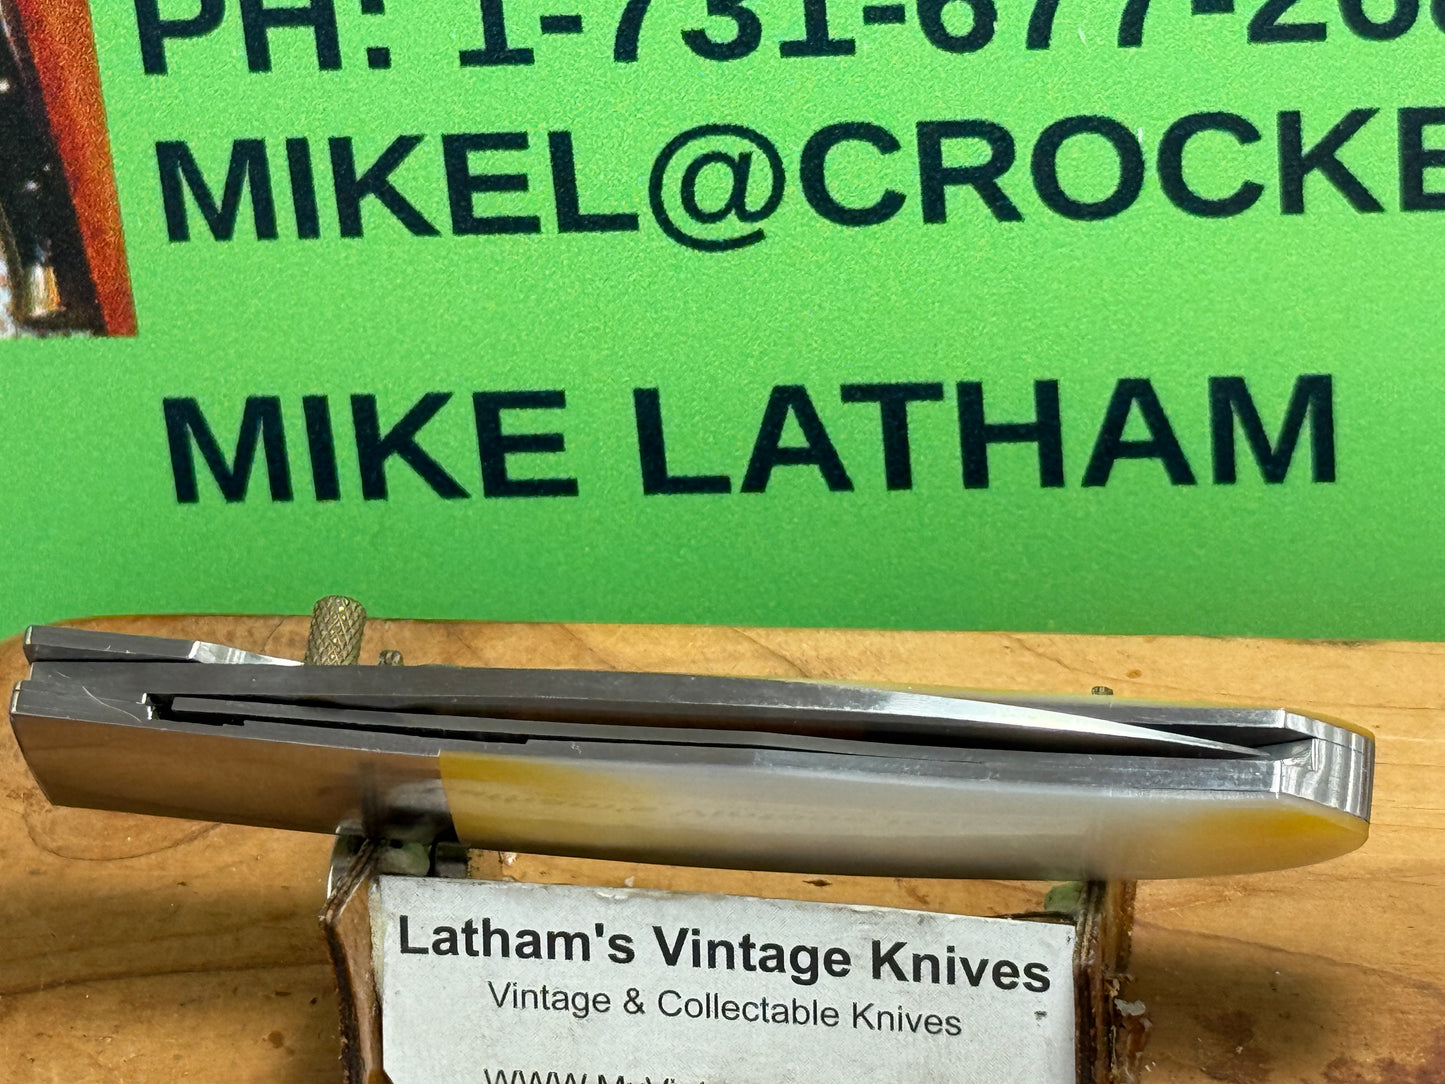 PH: 1-731-677-20
MIKEL@CROCKE
MIKE LATHAM
Latham's Vintage Knives
Vintage & Collectable Knives